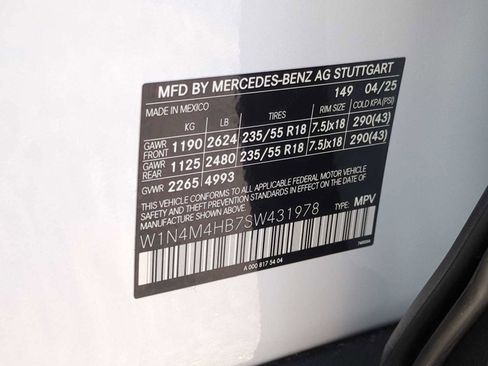 MFD BY MERCEDES-BENZ AG STUTTGART
149 04/25
MADE IN MEXICO
KG LB TIRES RIM SIZE COLD KPA (PSI)
GAWR FRONT 1190 2624 235/55 R18 7.5Jx18 290(43)
GAWR REAR 1125 2480 235/55 R18 7.5Jx18 290(43)
GVWR 2265 4993
THIS VEHICLE CONFORMS TO ALL APPLICABLE FEDERAL MOTOR VEHICLE
SAFETY, BUMPER, AND THEFT PREVENTION STANDARDS IN EFFECT ON THE DATE OF
MANUFACTURE SHOWN ABOVE.
W1N4M4HB7SW431978 TYPE: MPV
A 000 817 54 04